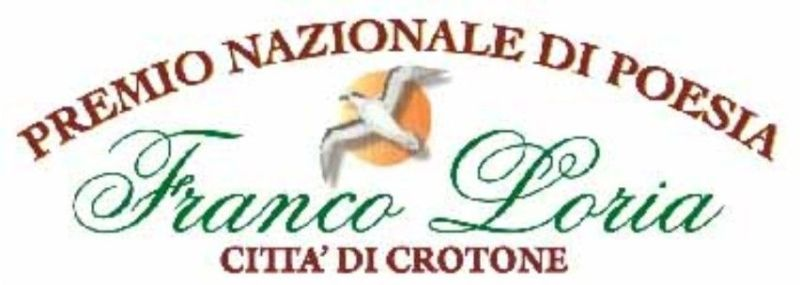 PREMIO NAZIONALE DI POESIA
Franco Loria
CITTA' DI CROTONE